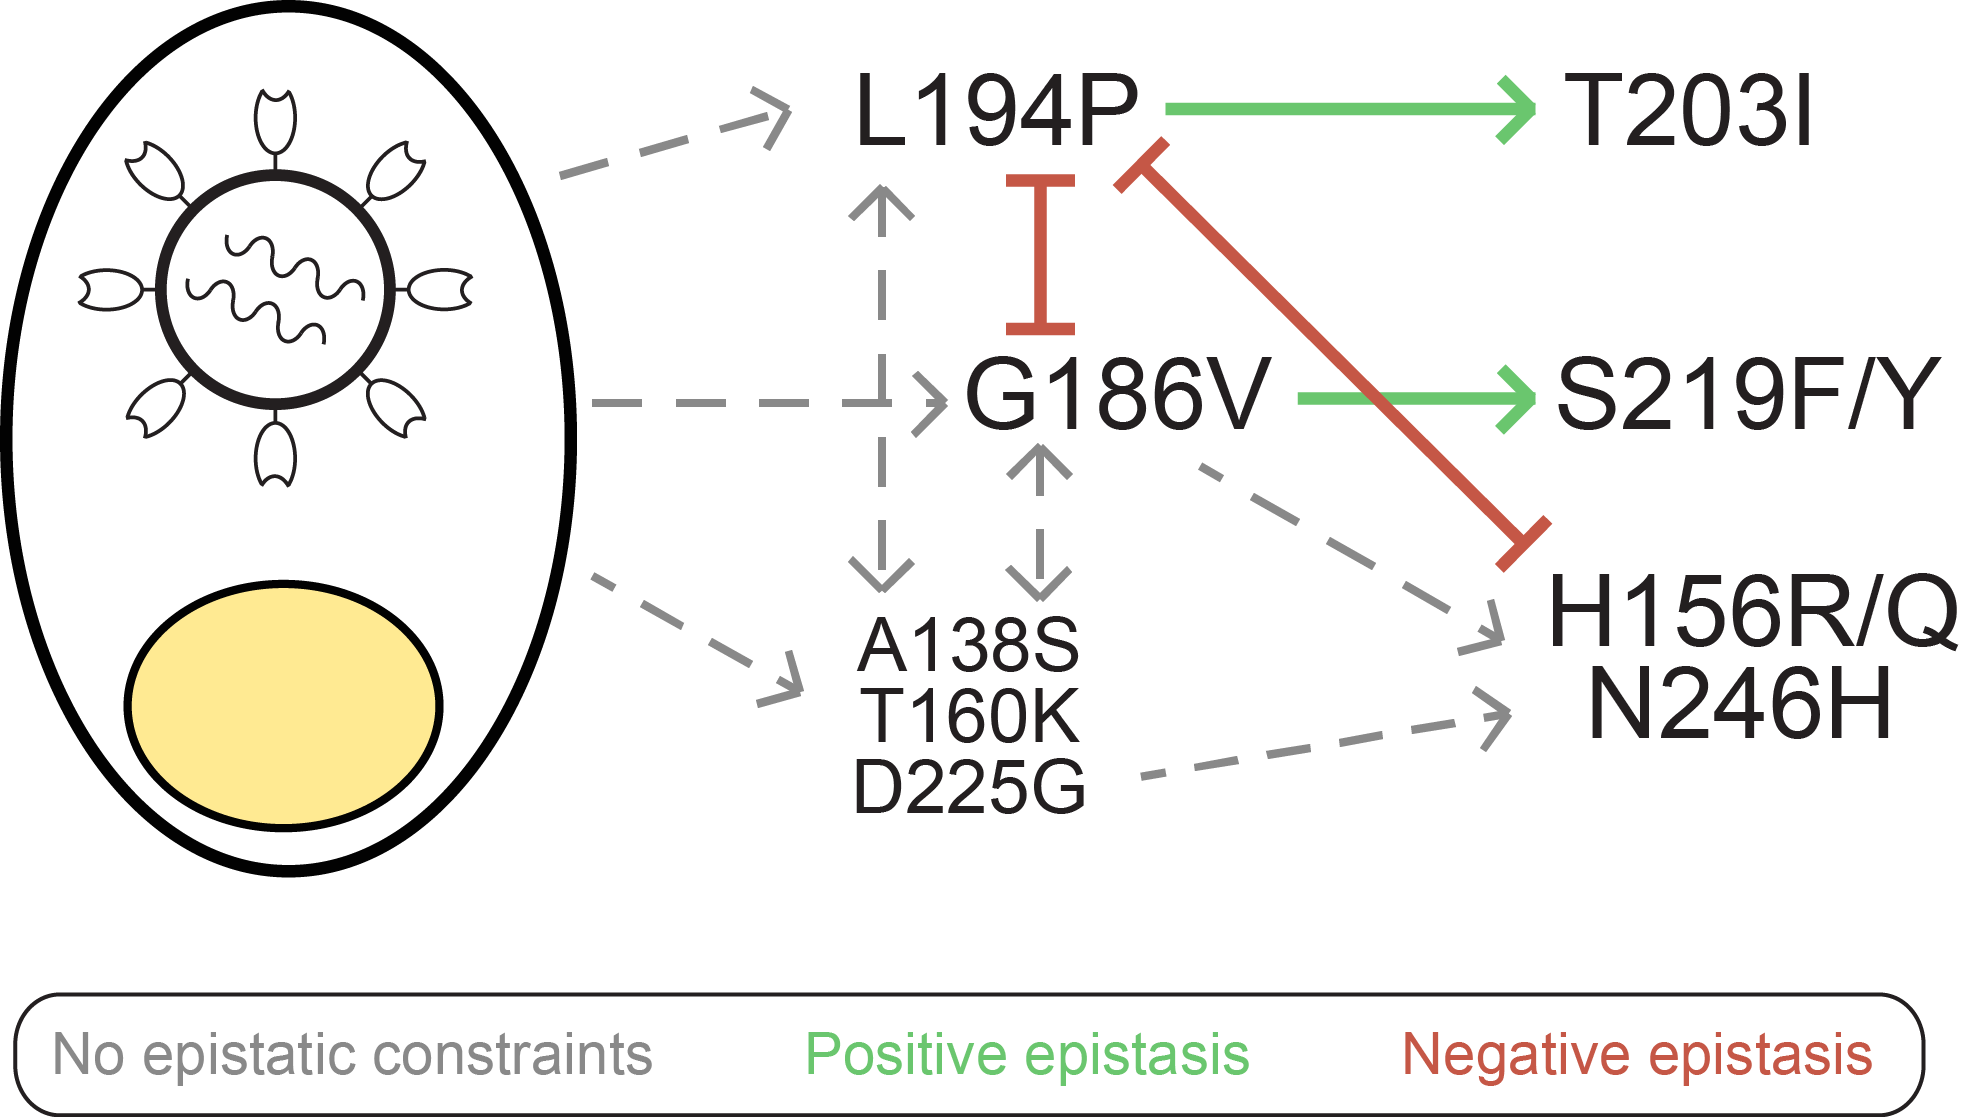 L194P
T203I
G186V
S219F/Y
A138S
T160K
D225G
H156R/Q
N246H
No epistatic constraints
Positive epistasis
Negative epistasis